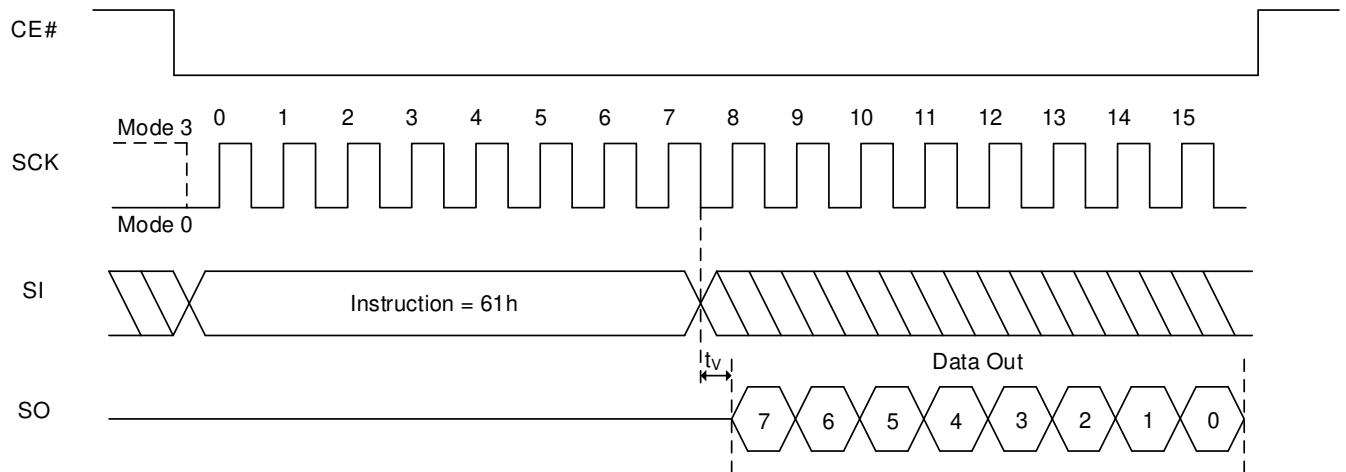 CE#
Mode 3
0 1 2 3 4 5 6 7 8 9 10 11 12 13 14 15
SCK
Mode 0
SI
Instruction = 61h
tV
Data Out
SO
7 6 5 4 3 2 1 0